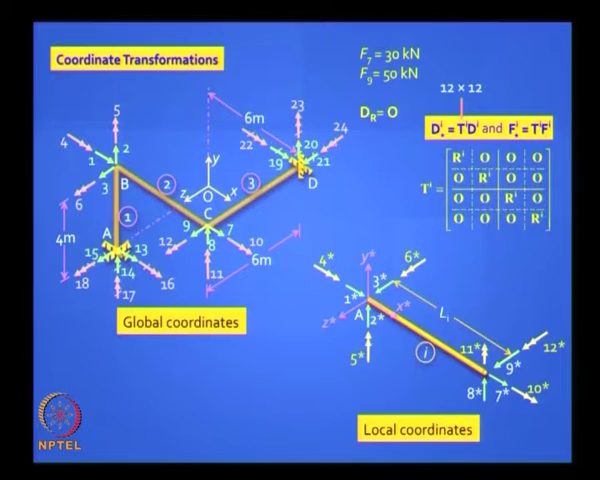 Coordinate Transformations
F₇ = 30 kN
F₉ = 50 kN
D_R = O
12 × 12
D*ⁱ = TⁱDⁱ and F*ⁱ = TⁱFⁱ
Tⁱ =
Rⁱ O O O
O Rⁱ O O
O O Rⁱ O
O O O Rⁱ
5
4
2
1
3
6
B
2
1
A
4m
15
13
14
18
16
17
6m
y
z
O
x
3
C
9
7
8
12
10
11
6m
23
22
20
24
19
21
D
Global coordinates
4*
y*
3*
6*
1*
z*
A
2*
x*
5*
Lᵢ
i
11*
12*
9*
8*
7*
10*
Local coordinates
NPTEL